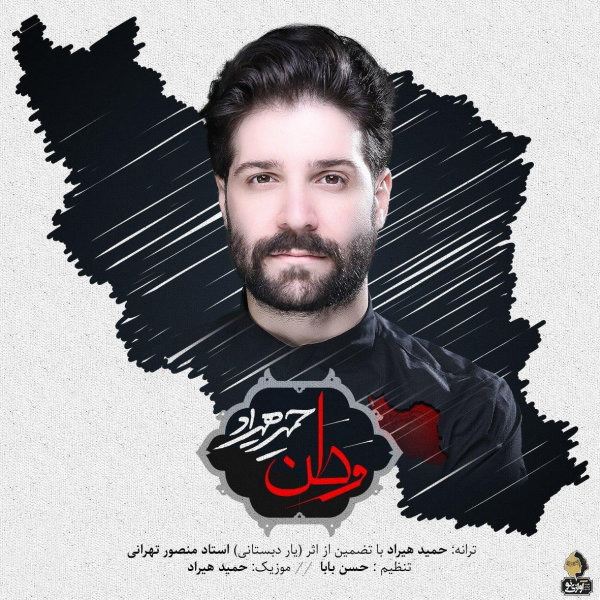 حمید هیراد
وطن
ترانه: حمید هیراد با تضمین از اثر (یار دبستانی) استاد منصور تهرانی
تنظیم : حسن بابا // موزیک: حمید هیراد